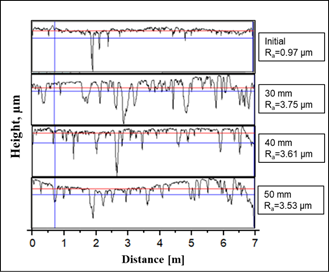 Height, µm
Initial
Rₐ=0.97 µm
30 mm
Rₐ=3.75 µm
40 mm
Rₐ=3.61 µm
50 mm
Rₐ=3.53 µm
0 1 2 3 4 5 6 7
Distance [m]